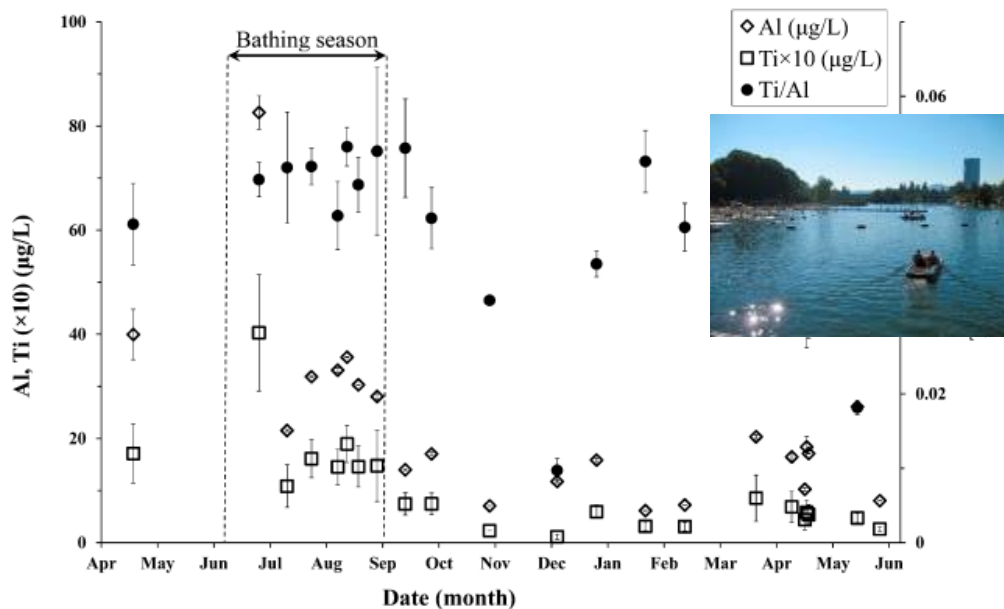 100
80
60
40
20
0
Al, Ti (×10) (µg/L)
Bathing season
Al (µg/L)
Ti×10 (µg/L)
Ti/Al
0.06
0.02
0
Apr May Jun Jul Aug Sep Oct Nov Dec Jan Feb Mar Apr May Jun
Date (month)